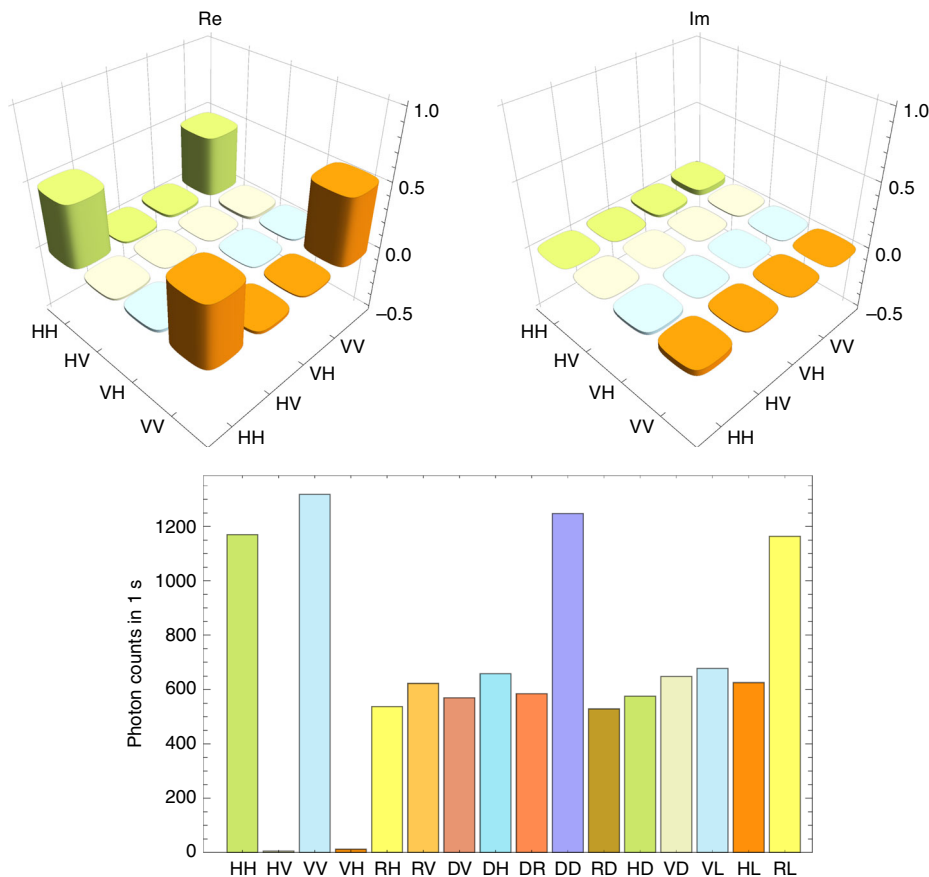 Re
Im
1.0
0.5
0.0
–0.5
HH
HV
VH
VV
HH
HV
VH
VV
1.0
0.5
0.0
–0.5
HH
HV
VH
VV
HH
HV
VH
VV
Photon counts in 1 s
1200
1000
800
600
400
200
0
HH HV VV VH RH RV DV DH DR DD RD HD VD VL HL RL